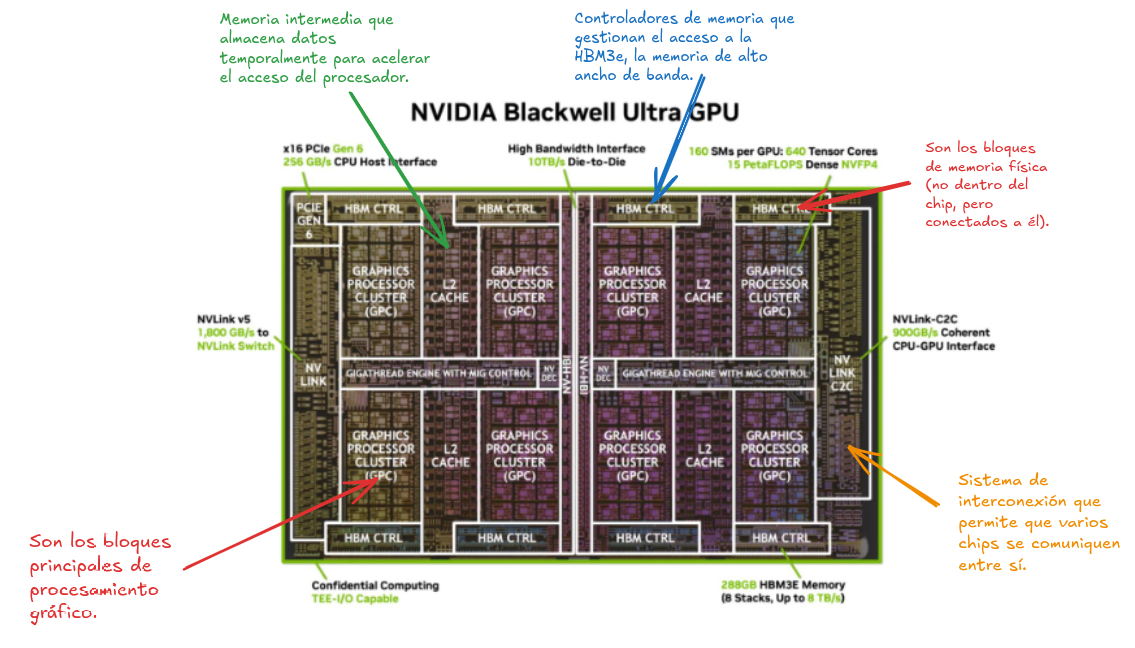 Memoria intermedia que
almacena datos
temporalmente para acelerar
el acceso del procesador.
Controladores de memoria que
gestionan el acceso a la
HBM3e, la memoria de alto
ancho de banda.
NVIDIA Blackwell Ultra GPU
x16 PCIe Gen 6
256 GB/s CPU Host Interface
High Bandwidth Interface
10TB/s Die-to-Die
160 SMs per GPU: 640 Tensor Cores
15 PetaFLOPS Dense NVFP4
Son los bloques
de memoria física
(no dentro del
chip, pero
conectados a él).
PCIE
GEN
6
HBM CTRL
HBM CTRL
HBM CTRL
HBM CTRL
GRAPHICS
PROCESSOR
CLUSTER
(GPC)
L2
CACHE
GRAPHICS
PROCESSOR
CLUSTER
(GPC)
GRAPHICS
PROCESSOR
CLUSTER
(GPC)
L2
CACHE
GRAPHICS
PROCESSOR
CLUSTER
(GPC)
NVLink v5
1,800 GB/s to
NVLink Switch
NV
LINK
GIGATHREAD ENGINE WITH MIG CONTROL
NV
DEC
NV-HBI
NV-HBI
NV
DEC
GIGATHREAD ENGINE WITH MIG CONTROL
NV
LINK
C2C
NVLink-C2C
900GB/s Coherent
CPU-GPU Interface
GRAPHICS
PROCESSOR
CLUSTER
(GPC)
L2
CACHE
GRAPHICS
PROCESSOR
CLUSTER
(GPC)
GRAPHICS
PROCESSOR
CLUSTER
(GPC)
L2
CACHE
GRAPHICS
PROCESSOR
CLUSTER
(GPC)
HBM CTRL
HBM CTRL
HBM CTRL
HBM CTRL
Sistema de
interconexión que
permite que varios
chips se comuniquen
entre sí.
Son los bloques
principales de
procesamiento
gráfico.
Confidential Computing
TEE-I/O Capable
288GB HBM3E Memory
(8 Stacks, Up to 8 TB/s)